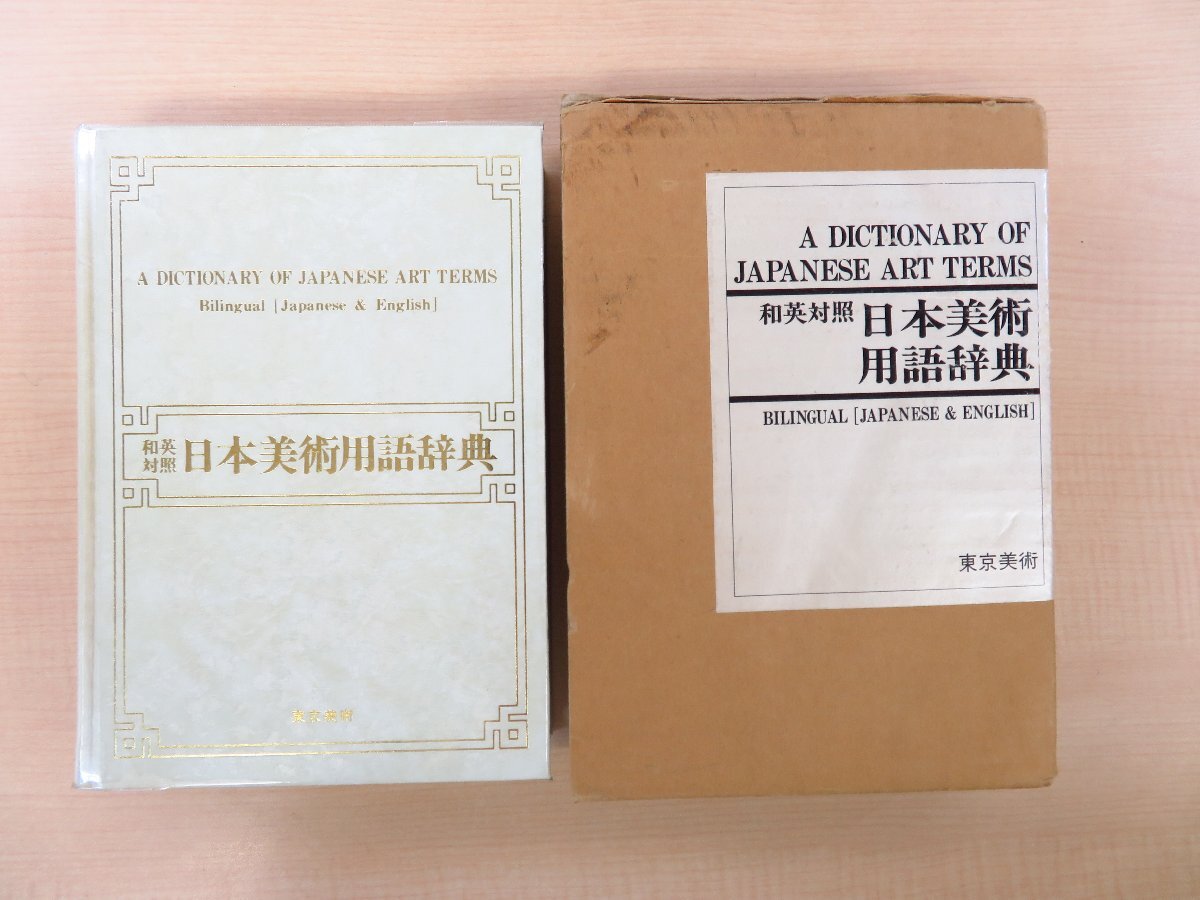 A DICTIONARY OF JAPANESE ART TERMS
Bilingual [Japanese & English]
和英
対照
日本美術用語辞典
東京美術
A DICTIONARY OF
JAPANESE ART TERMS
和英対照 日本美術
用語辞典
BILINGUAL [JAPANESE & ENGLISH]
東京美術